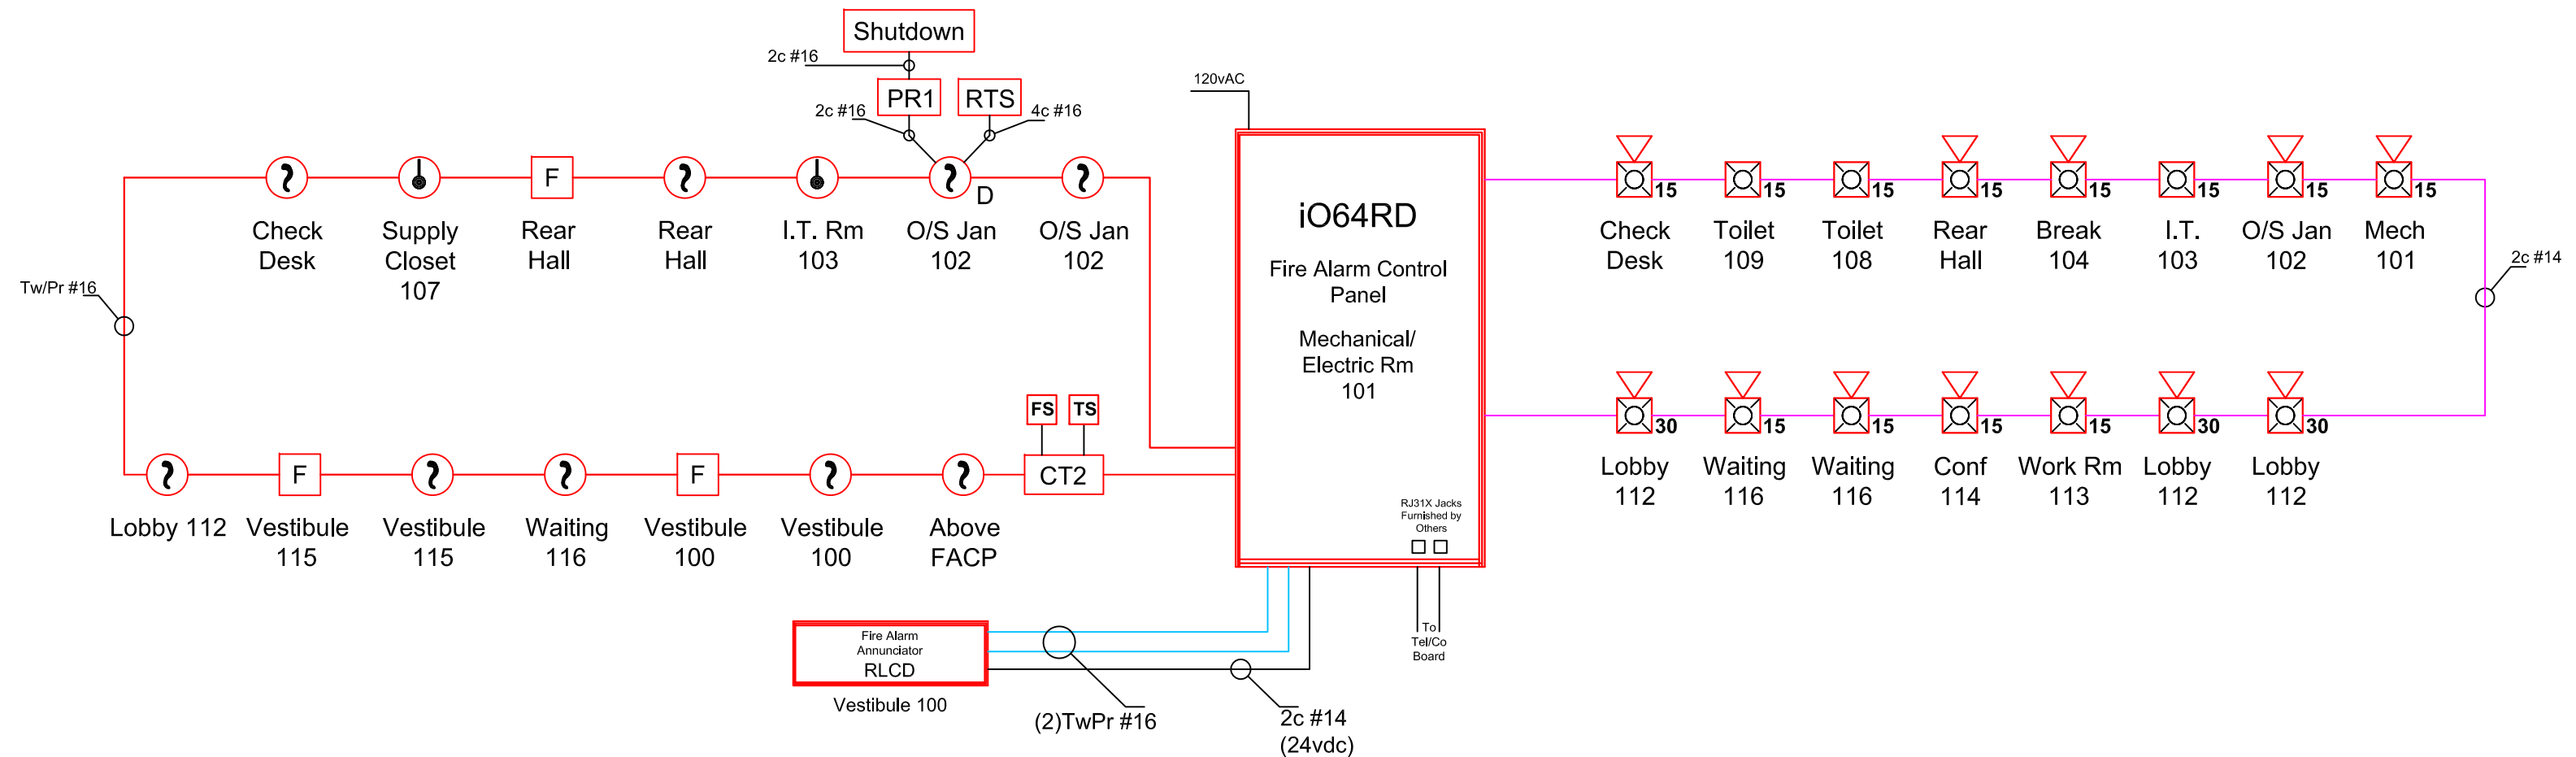 Shutdown
2c #16
PR1
RTS
2c #16
4c #16
120vAC
F
D
Check
Desk
Supply
Closet
107
Rear
Hall
Rear
Hall
I.T. Rm
103
O/S Jan
102
O/S Jan
102
Tw/Pr #16
FS
TS
F
F
CT2
Lobby 112
Vestibule
115
Vestibule
115
Waiting
116
Vestibule
100
Vestibule
100
Above
FACP
iO64RD
Fire Alarm Control
Panel
Mechanical/
Electric Rm
101
RJ31X Jacks
Furnished by
Others
To
Tel/Co
Board
Fire Alarm
Annunciator
RLCD
Vestibule 100
(2)TwPr #16
2c #14
(24vdc)
15
15
15
15
15
15
15
15
Check
Desk
Toilet
109
Toilet
108
Rear
Hall
Break
104
I.T.
103
O/S Jan
102
Mech
101
2c #14
30
15
15
15
15
30
30
Lobby
112
Waiting
116
Waiting
116
Conf
114
Work Rm
113
Lobby
112
Lobby
112